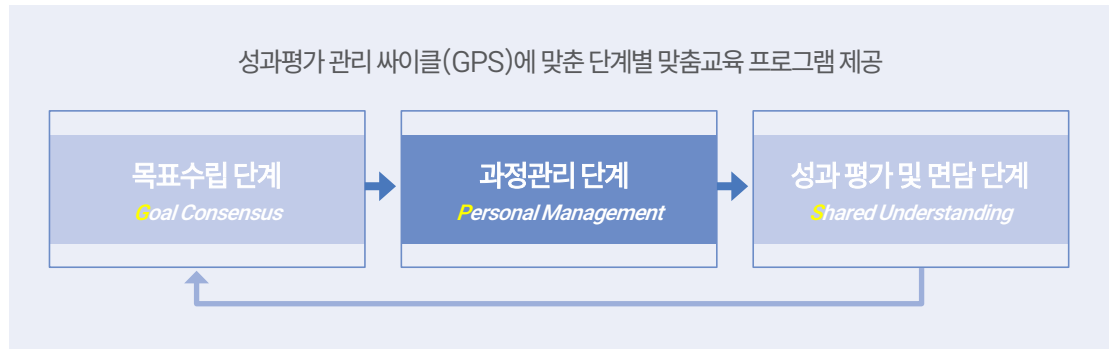 성과평가 관리 싸이클(GPS)에 맞춘 단계별 맞춤교육 프로그램 제공
목표수립 단계
Goal Consensus
과정관리 단계
Personal Management
성과 평가 및 면담 단계
Shared Understanding